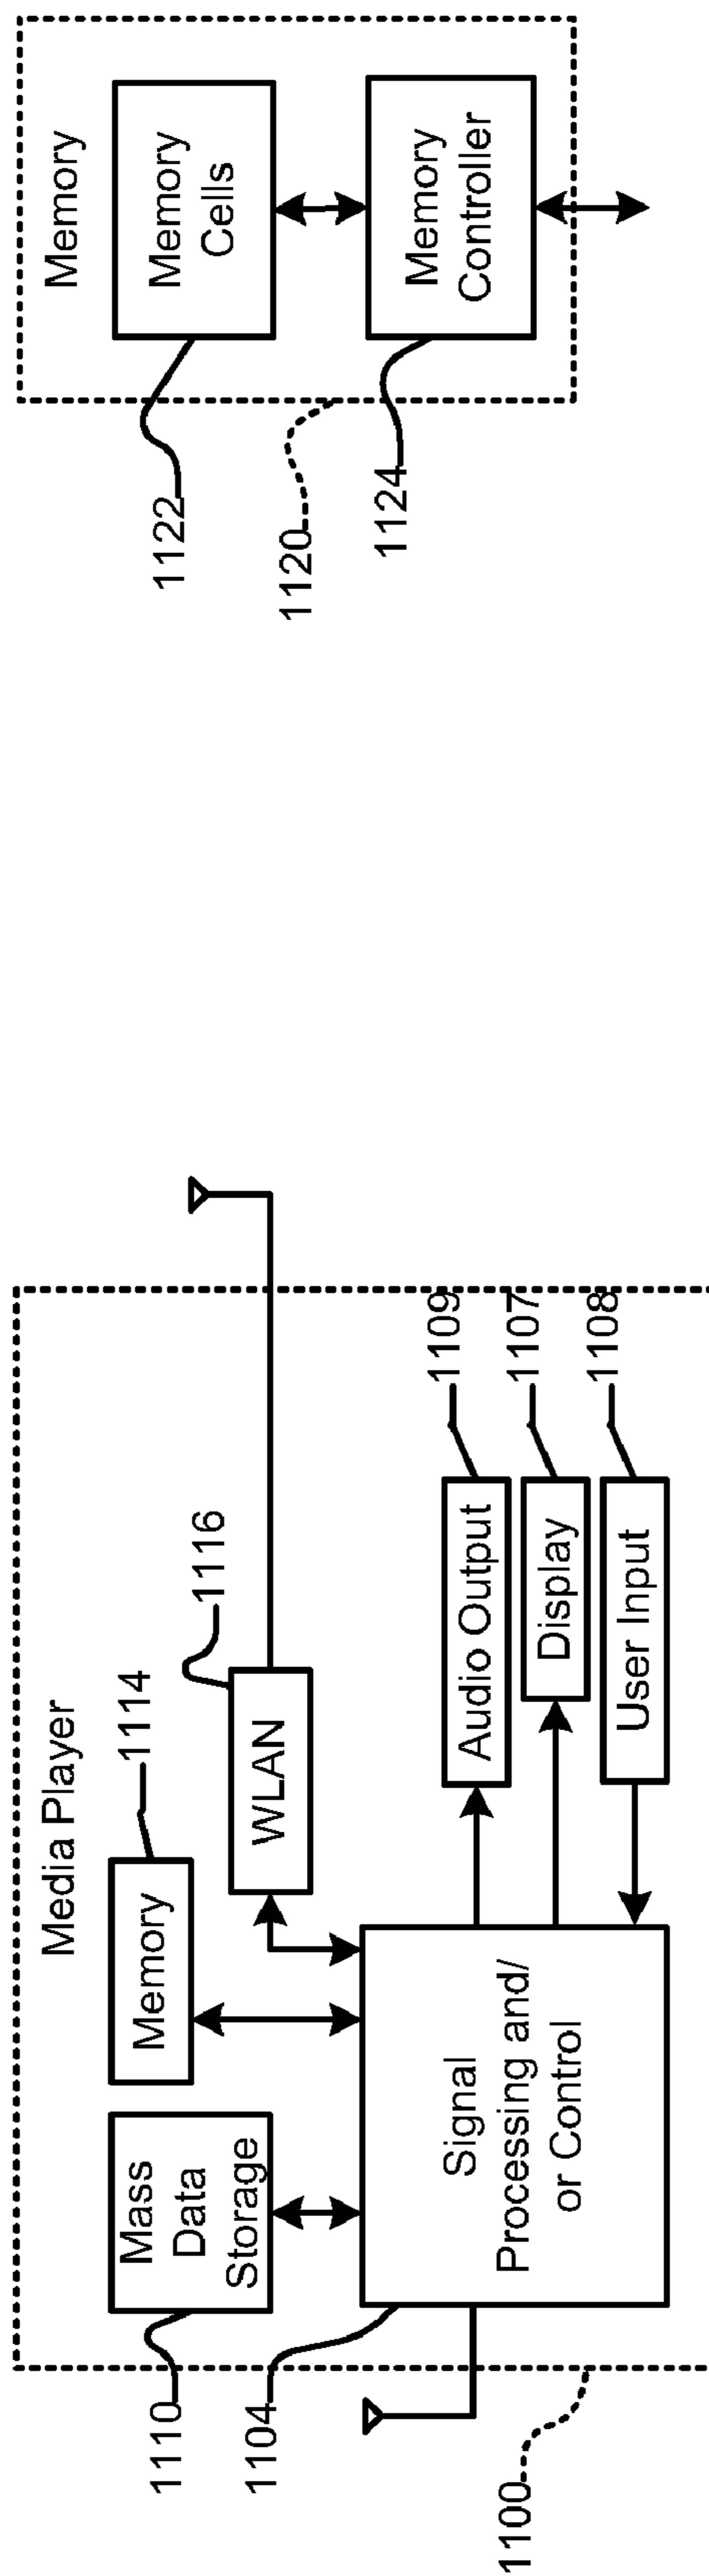 Media Player
1110
Mass
Data
Storage
Memory
1114
WLAN
1116
1104
Signal
Processing and/
or Control
Audio Output
1109
Display
1107
User Input
1108
1100
Memory
1122
Memory
Cells
1120
1124
Memory
Controller